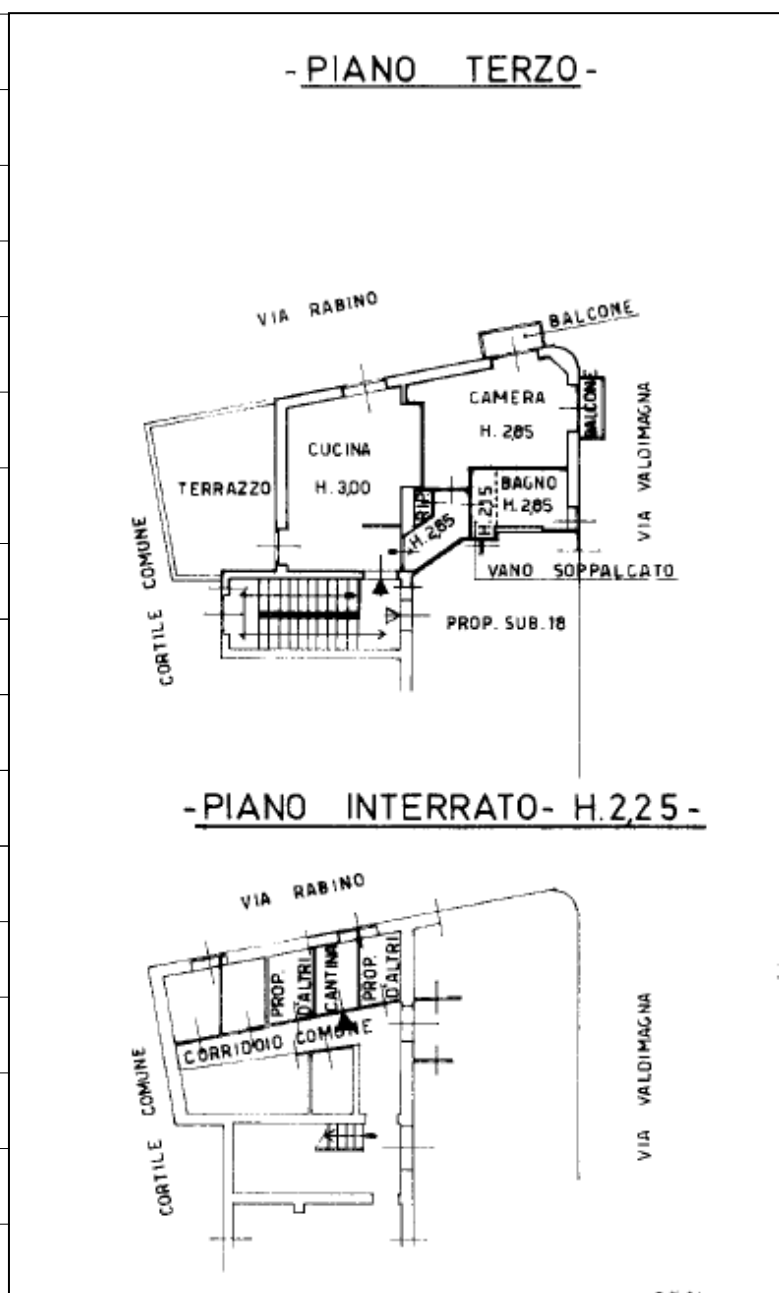 - PIANO TERZO -
VIA RABINO
BALCONE
CAMERA
H. 2,85
BALCONE
VIA VALDIMAGNA
CUCINA
H. 3,00
TERRAZZO
RIP.
H. 2,85
H. 2,15
BAGNO
H. 2,85
VANO SOPPALCATO
CORTILE COMUNE
PROP. SUB. 18
- PIANO INTERRATO - H. 2,25 -
VIA RABINO
PROP.
D'ALTRI
CANTINA
PROP.
D'ALTRI
CORRIDOIO COMUNE
CORTILE COMUNE
VIA VALDIMAGNA